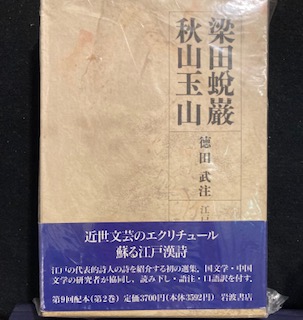 梁田蛻巌
秋山玉山
徳田武注
江戸
近世文芸のエクリチュール
蘇る江戸漢詩
江戸の代表的詩人の詩を紹介する初の選集。国文学・中国
文学の研究者が協同し、読み下し・語注・口語訳を付す。
第9回配本(第2巻) 定価3700円(本体3592円) 岩波書店